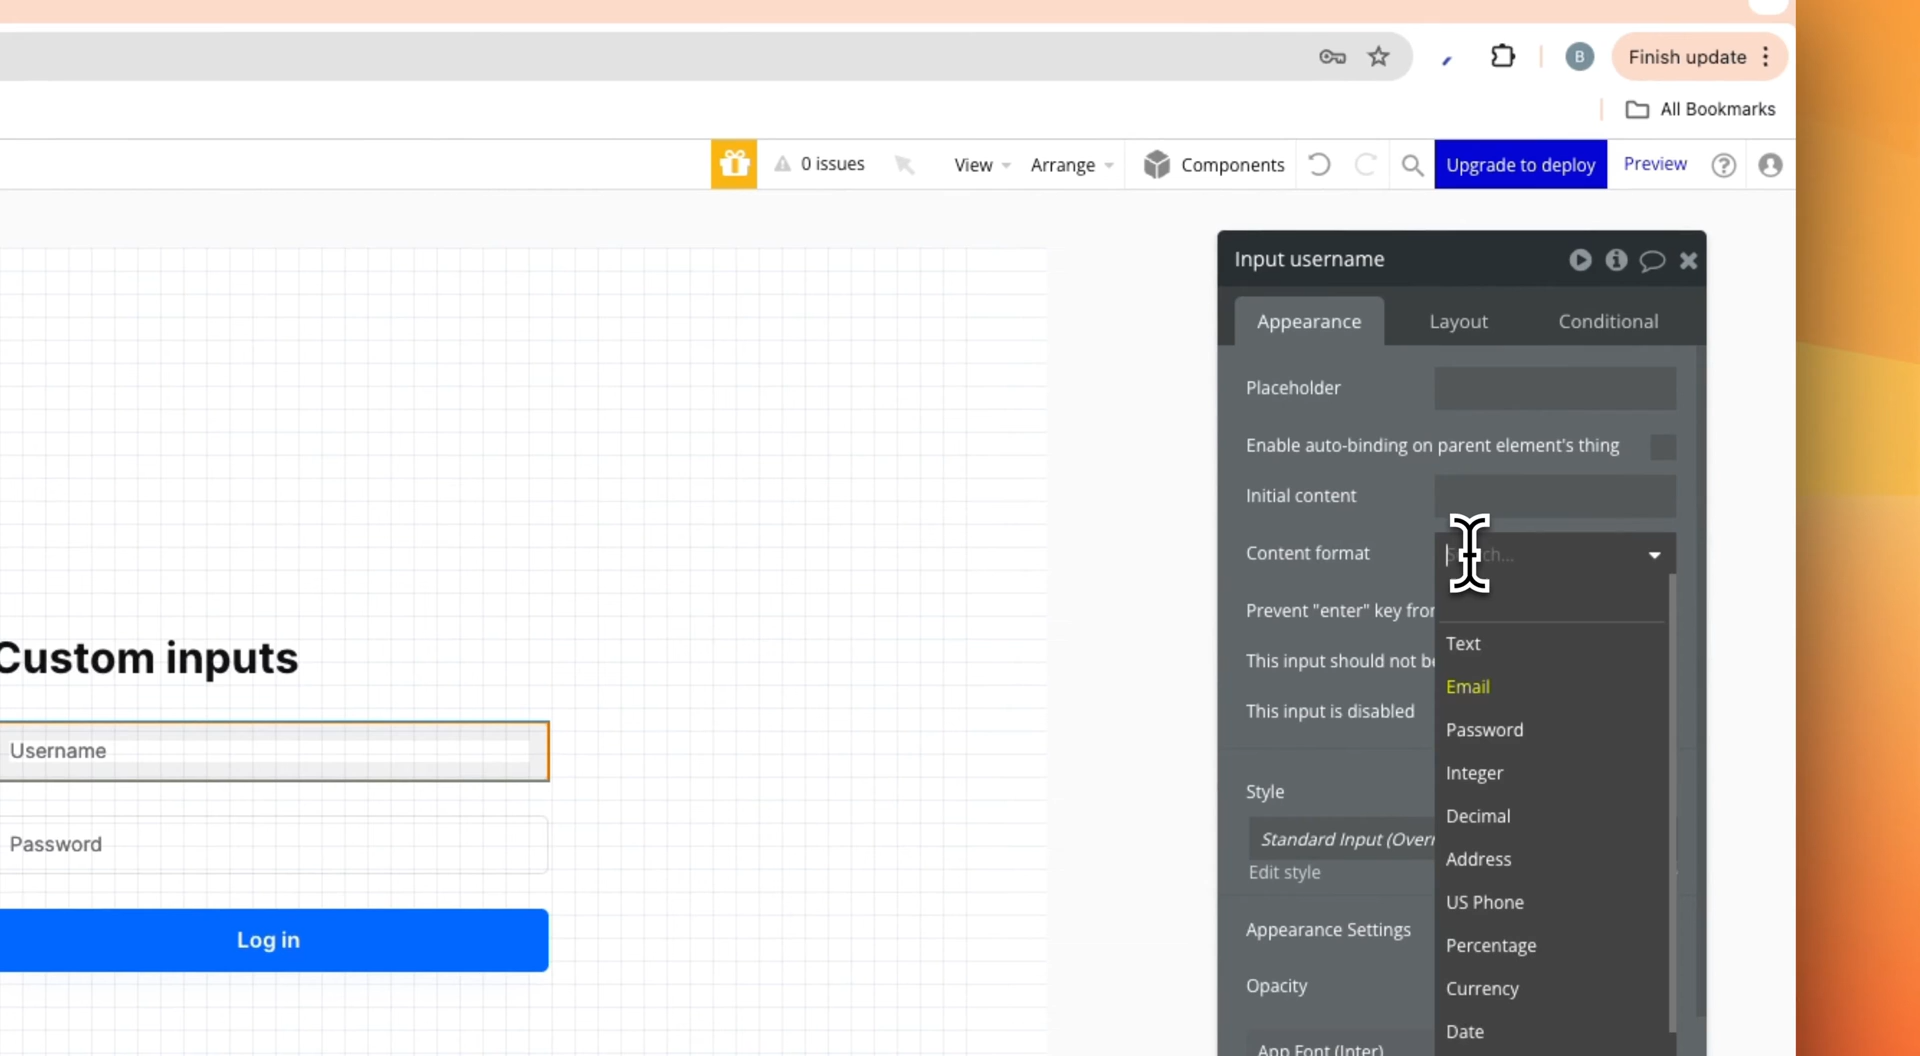 B
Finish update
All Bookmarks
0 issues
View
Arrange
Components
Upgrade to deploy
Preview
Input username
Appearance
Layout
Conditional
Placeholder
Enable auto-binding on parent element's thing
Initial content
Content format
Prevent "enter" key fro
This input should not be
This input is disabled
Style
Standard Input (Over
Edit style
Appearance Settings
Opacity
App Font (Inter)
Text
Email
Password
Integer
Decimal
Address
US Phone
Percentage
Currency
Date
Custom inputs
Username
Password
Log in